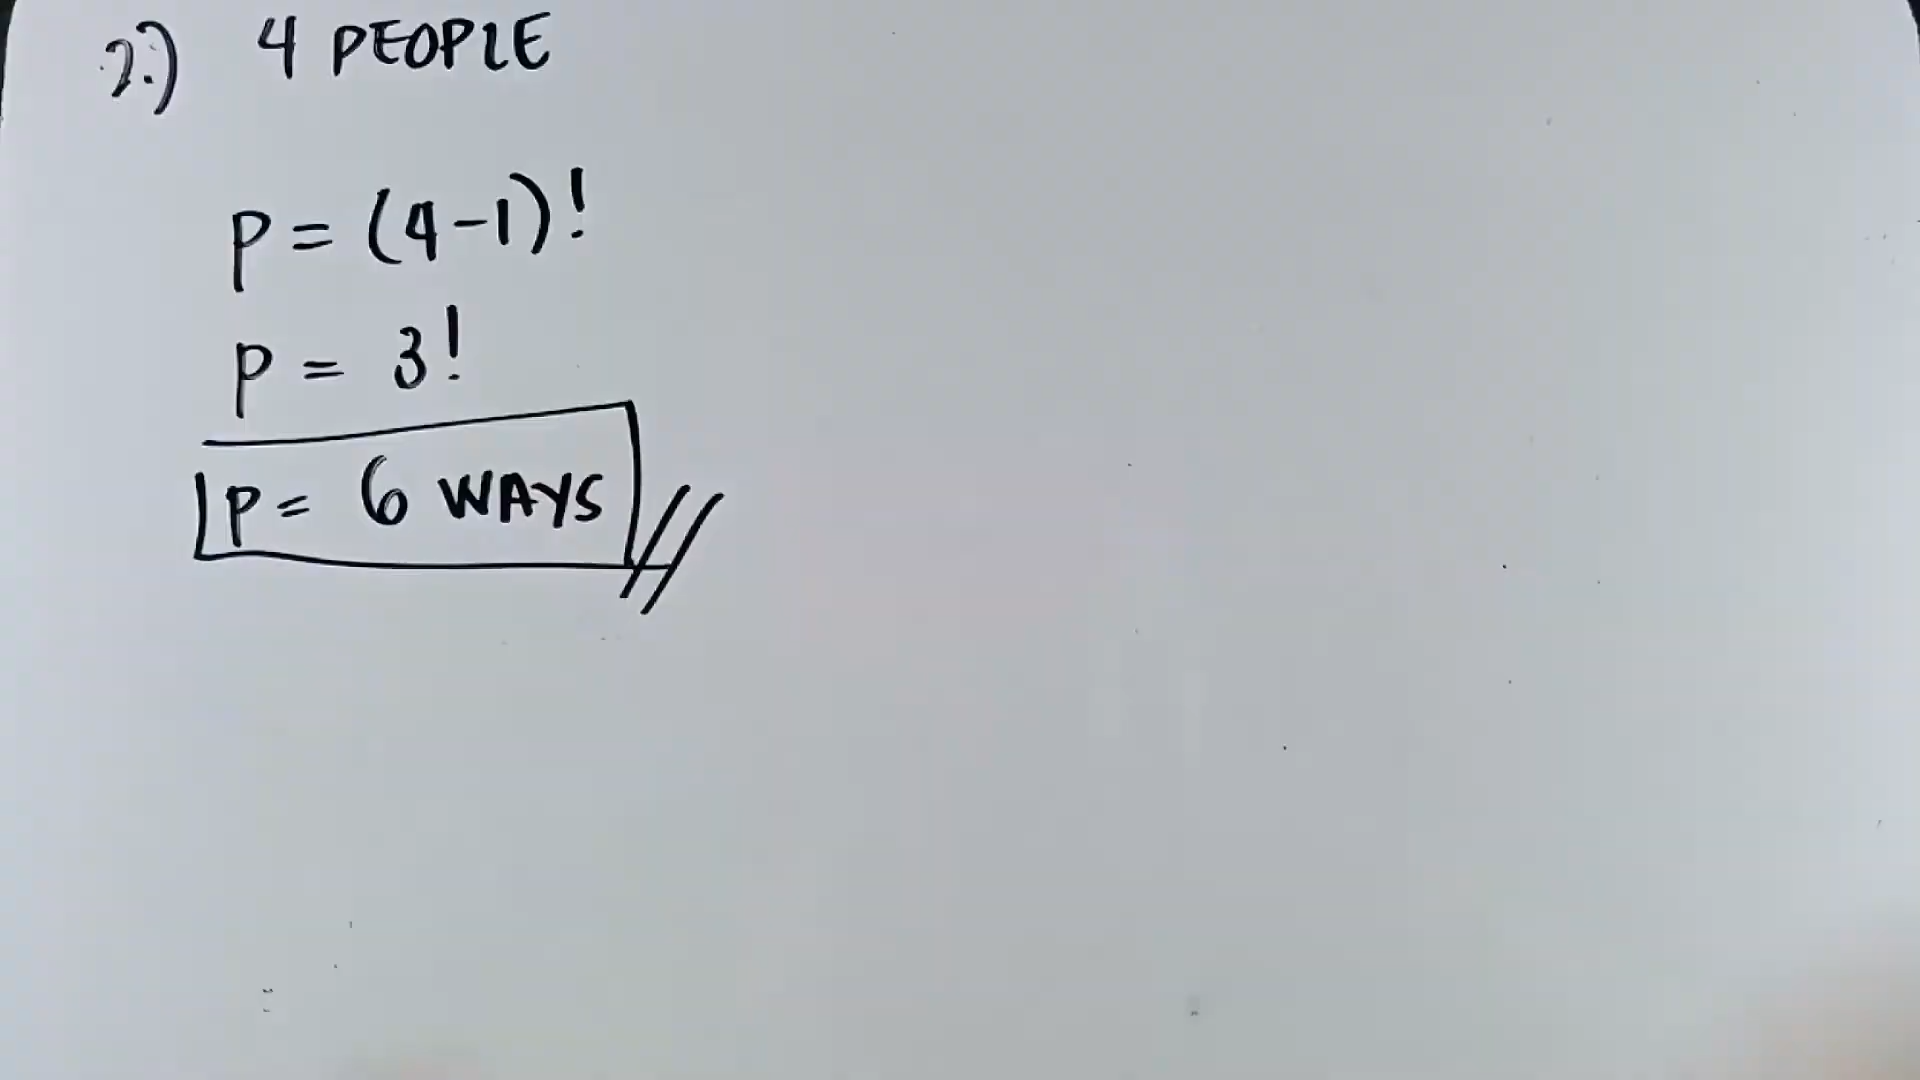 2.) 4 PEOPLE
P = (4-1)!
P = 3!
P = 6 WAYS